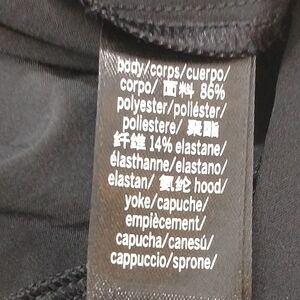 body/corps/cuerpo/
corpo/ 面料 86%
polyester/poliéster/
poliestere/ 聚酯
纤维 14% elastane/
élasthanne/elastano/
elastan/ 氨纶 hood/
yoke/capuche/
empiècement/
capucha/canesú/
cappuccio/sprone/